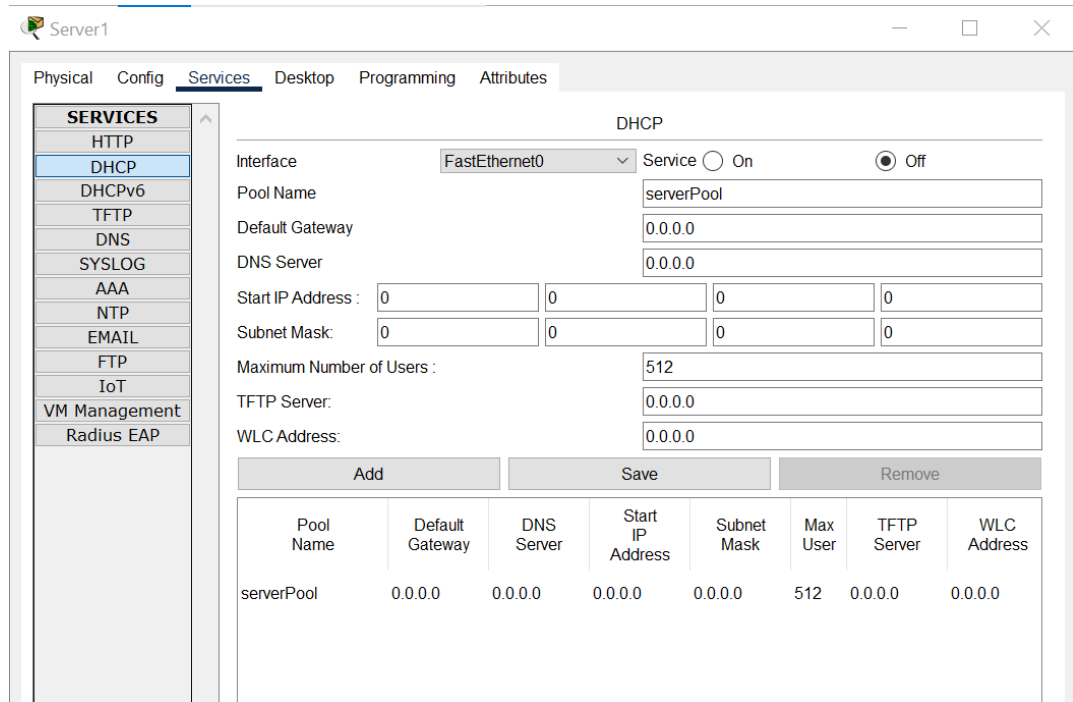 Server1
Physical Config Services Desktop Programming Attributes
SERVICES
HTTP
DHCP
DHCPv6
TFTP
DNS
SYSLOG
AAA
NTP
EMAIL
FTP
IoT
VM Management
Radius EAP
DHCP
Interface FastEthernet0 Service On Off
Pool Name serverPool
Default Gateway 0.0.0.0
DNS Server 0.0.0.0
Start IP Address : 0 0 0 0
Subnet Mask: 0 0 0 0
Maximum Number of Users : 512
TFTP Server: 0.0.0.0
WLC Address: 0.0.0.0
Add Save Remove
Pool Name Default Gateway DNS Server Start IP Address Subnet Mask Max User TFTP Server WLC Address
serverPool 0.0.0.0 0.0.0.0 0.0.0.0 0.0.0.0 512 0.0.0.0 0.0.0.0